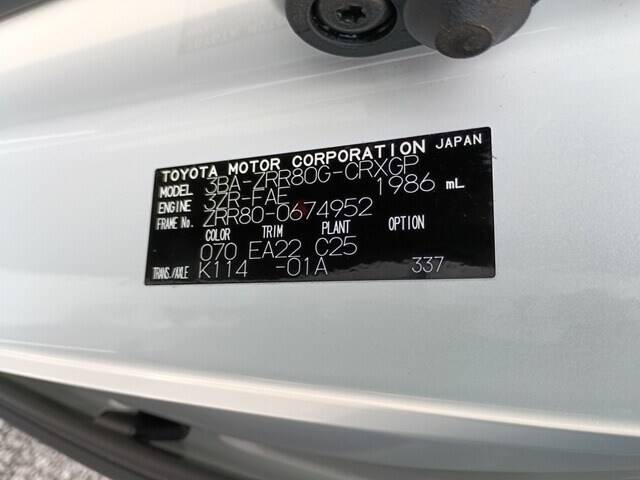 TOYOTA MOTOR CORPORATION JAPAN
MODEL 3BA-ZRR80G-CRXGP
ENGINE 3ZR-FAE 1986 mL
FRAME No. ZRR80-0674952
COLOR TRIM PLANT OPTION
070 EA22 C25
TRANS./AXLE K114 -01A 337